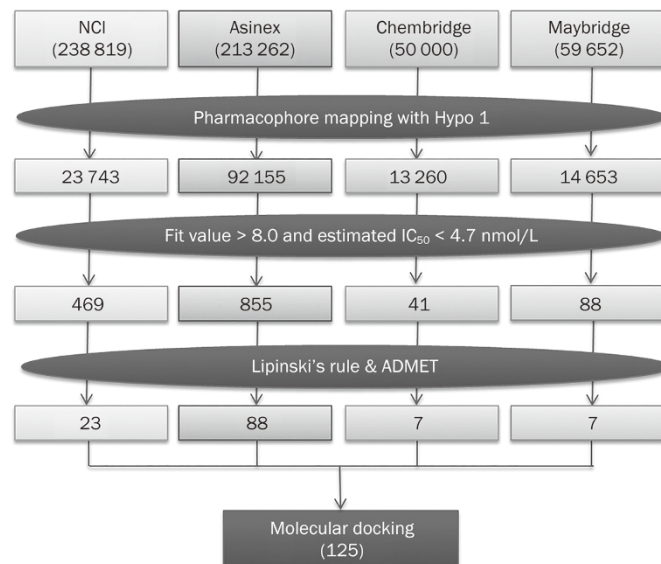 NCI
(238 819)
Asinex
(213 262)
Chembridge
(50 000)
Maybridge
(59 652)
Pharmacophore mapping with Hypo 1
23 743
92 155
13 260
14 653
Fit value > 8.0 and estimated IC₅₀ < 4.7 nmol/L
469
855
41
88
Lipinski's rule & ADMET
23
88
7
7
Molecular docking
(125)